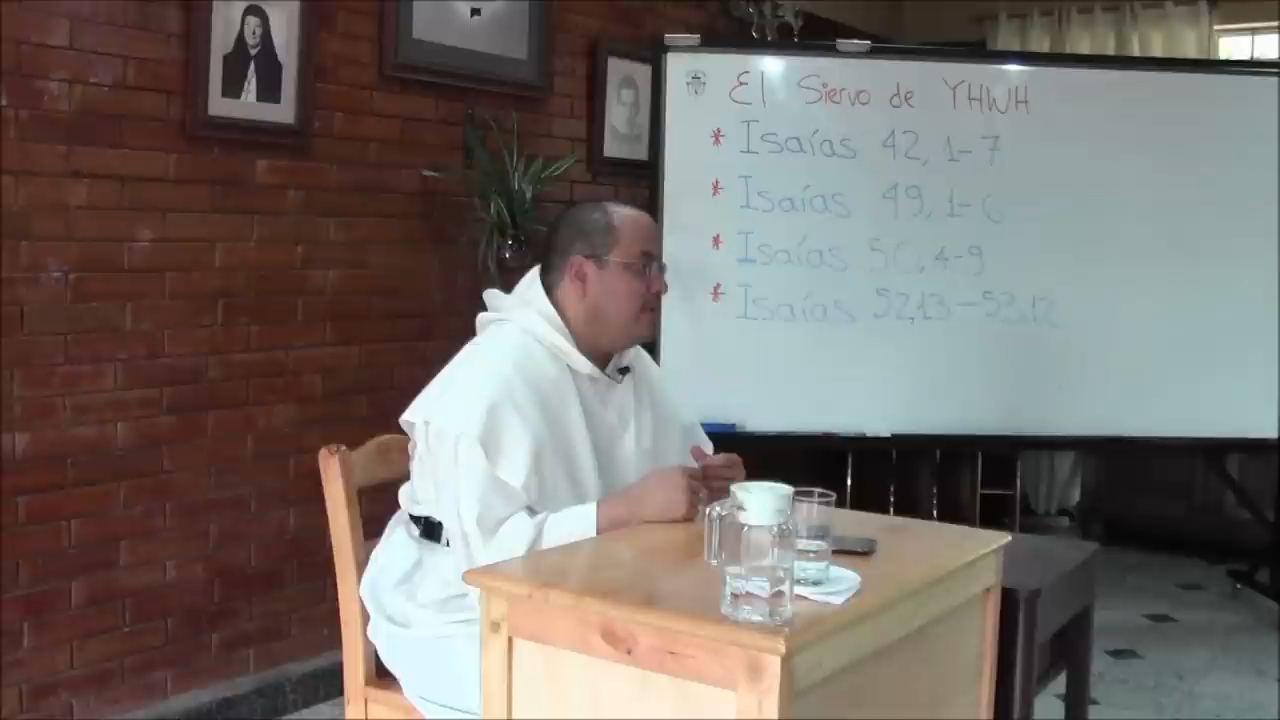 El Siervo de YHWH
* Isaías 42, 1-7
* Isaías 49, 1-6
* Isaías 50, 4-9
* Isaías 52,13-53,12